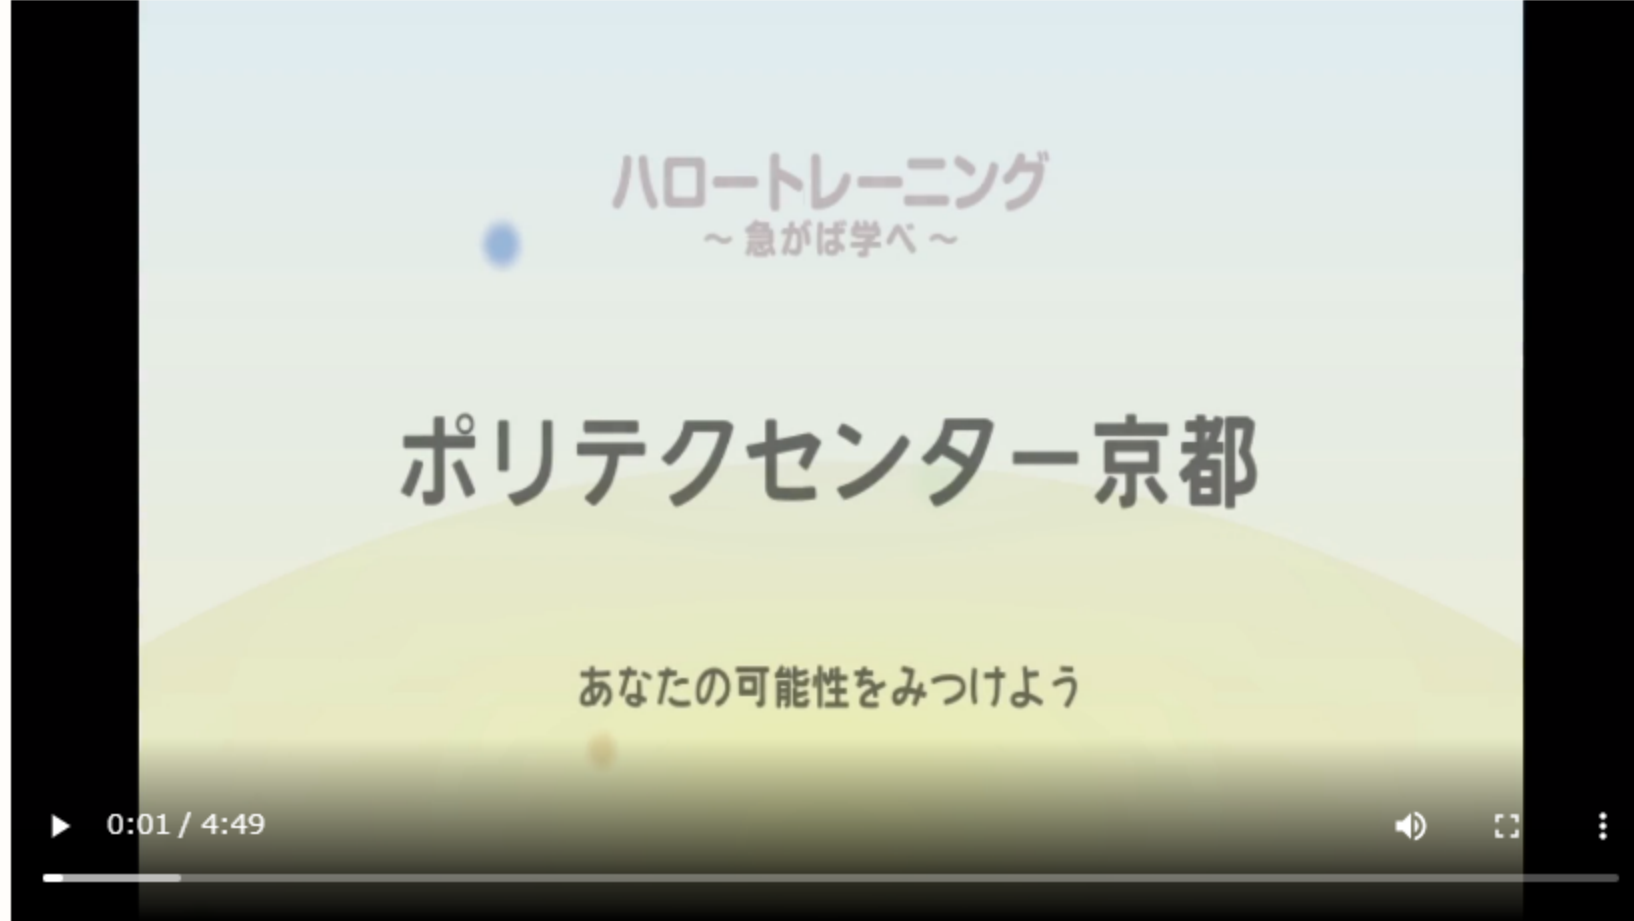 ハロートレーニング
～ 急がば学べ ～
ポリテクセンター京都
あなたの可能性をみつけよう
0:01 / 4:49